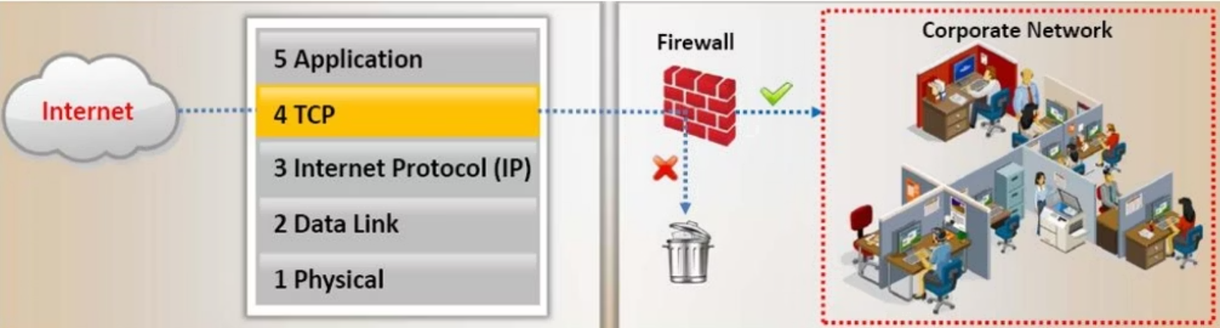 Internet
5 Application
4 TCP
3 Internet Protocol (IP)
2 Data Link
1 Physical
Firewall
Corporate Network